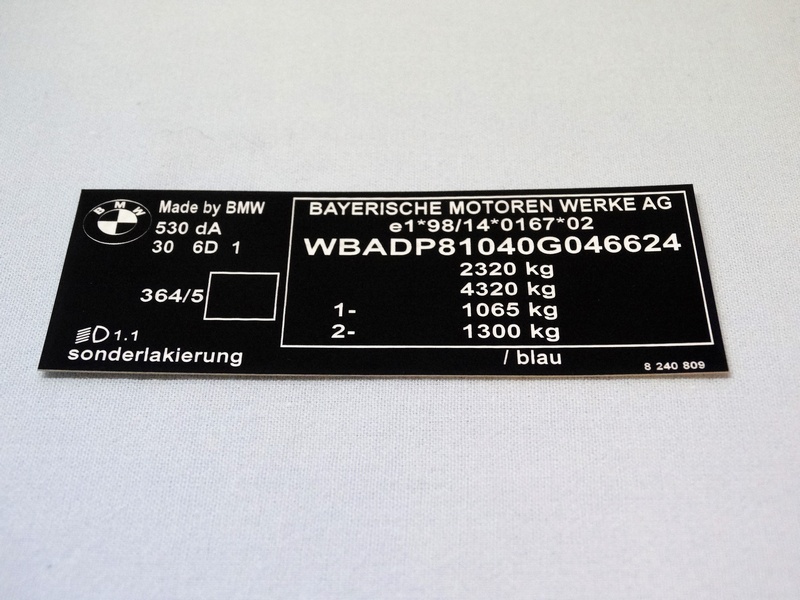 BMW
Made by BMW
530 dA
30 6D 1
364/5
1.1
sonderlakierung
BAYERISCHE MOTOREN WERKE AG
e1*98/14*0167*02
WBADP81040G046624
2320 kg
4320 kg
1- 1065 kg
2- 1300 kg
/ blau
8 240 809